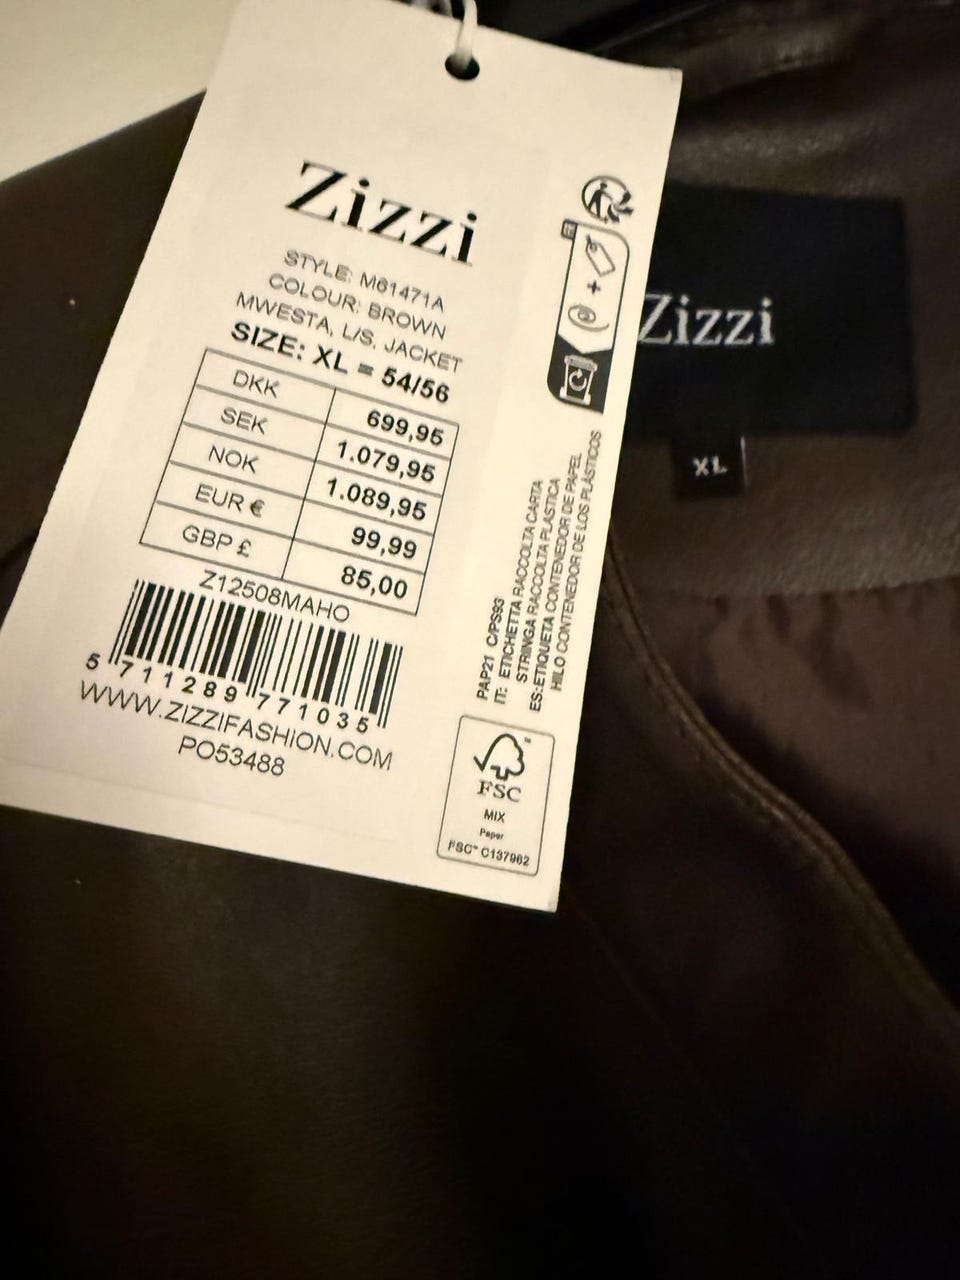 Zizzi
STYLE: M61471A
COLOUR: BROWN
MWESTA, L/S, JACKET
SIZE: XL = 54/56
DKK 699,95
SEK 1.079,95
NOK 1.089,95
EUR € 99,99
GBP £ 85,00
Z12508MAHO
5 711289 771035
WWW.ZIZZIFASHION.COM
PO53488
FR
PAP21 C/PS93
IT: ETICHETTA RACCOLTA CARTA
STRINGA RACCOLTA PLASTICA
ES:ETIQUETA CONTENEDOR DE PAPEL
HILO CONTENEDOR DE LOS PLÁSTICOS
FSC
MIX
Paper
FSC™ C137962
Zizzi
XL